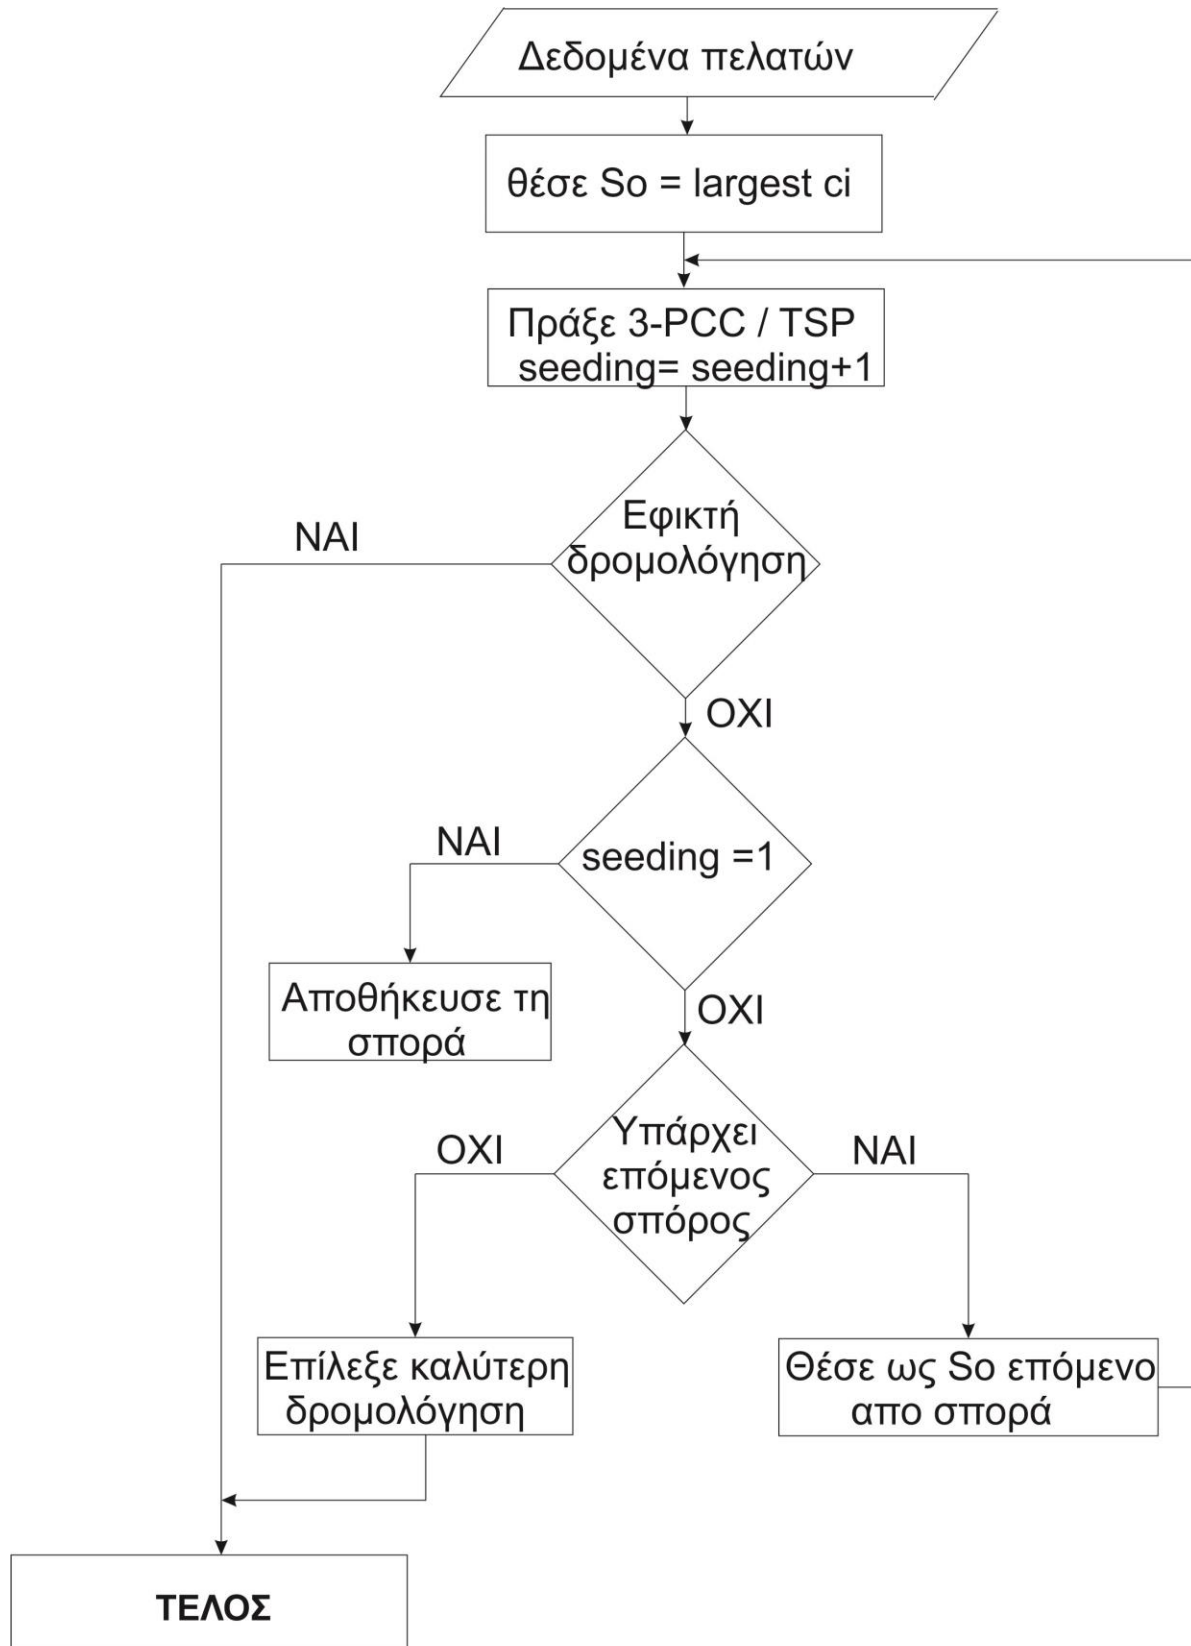 Δεδομένα πελατών
θέσε So = largest ci
Πράξε 3-PCC / TSP
seeding= seeding+1
Εφικτή
δρομολόγηση
ΝΑΙ
ΟΧΙ
seeding =1
ΝΑΙ
Αποθήκευσε τη
σπορά
ΟΧΙ
Υπάρχει
επόμενος
σπόρος
ΟΧΙ
ΝΑΙ
Επίλεξε καλύτερη
δρομολόγηση
Θέσε ως So επόμενο
απο σπορά
ΤΕΛΟΣ